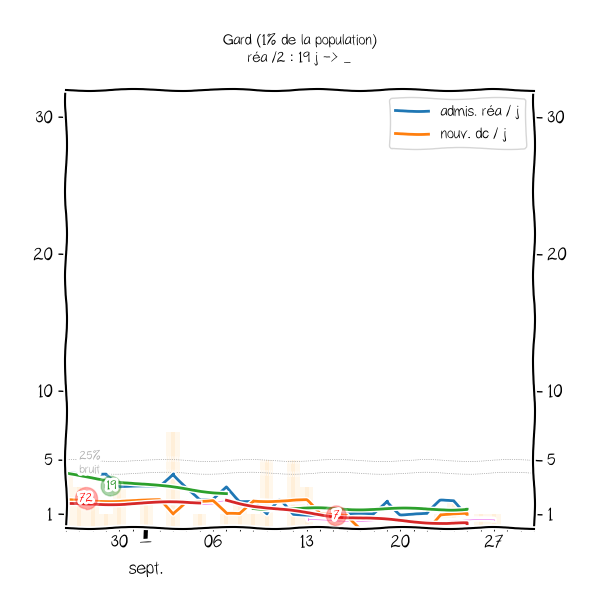 Gard (1% de la population)
réa /2 : 19 j -> _
admis. réa / j
nouv. dc / j
30 30
20 20
10 10
5 5
1 1
25%
bruit
19
72
7
30 06 13 20 27
sept.